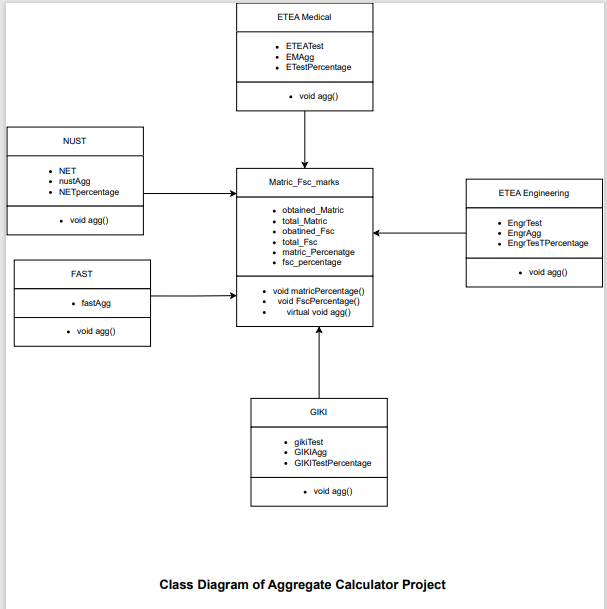 ETEA Medical
ETEATest
EMAgg
ETestPercentage
void agg()
NUST
NET
nustAgg
NETpercentage
void agg()
Matric_Fsc_marks
obtained_Matric
total_Matric
obatined_Fsc
total_Fsc
matric_Percenatge
fsc_percentage
void matricPercentage()
void FscPercentage()
virtual void agg()
ETEA Engineering
EngrTest
EngrAgg
EngrTesTPercentage
void agg()
FAST
fastAgg
void agg()
GIKI
gikiTest
GIKIAgg
GIKITestPercentage
void agg()
Class Diagram of Aggregate Calculator Project